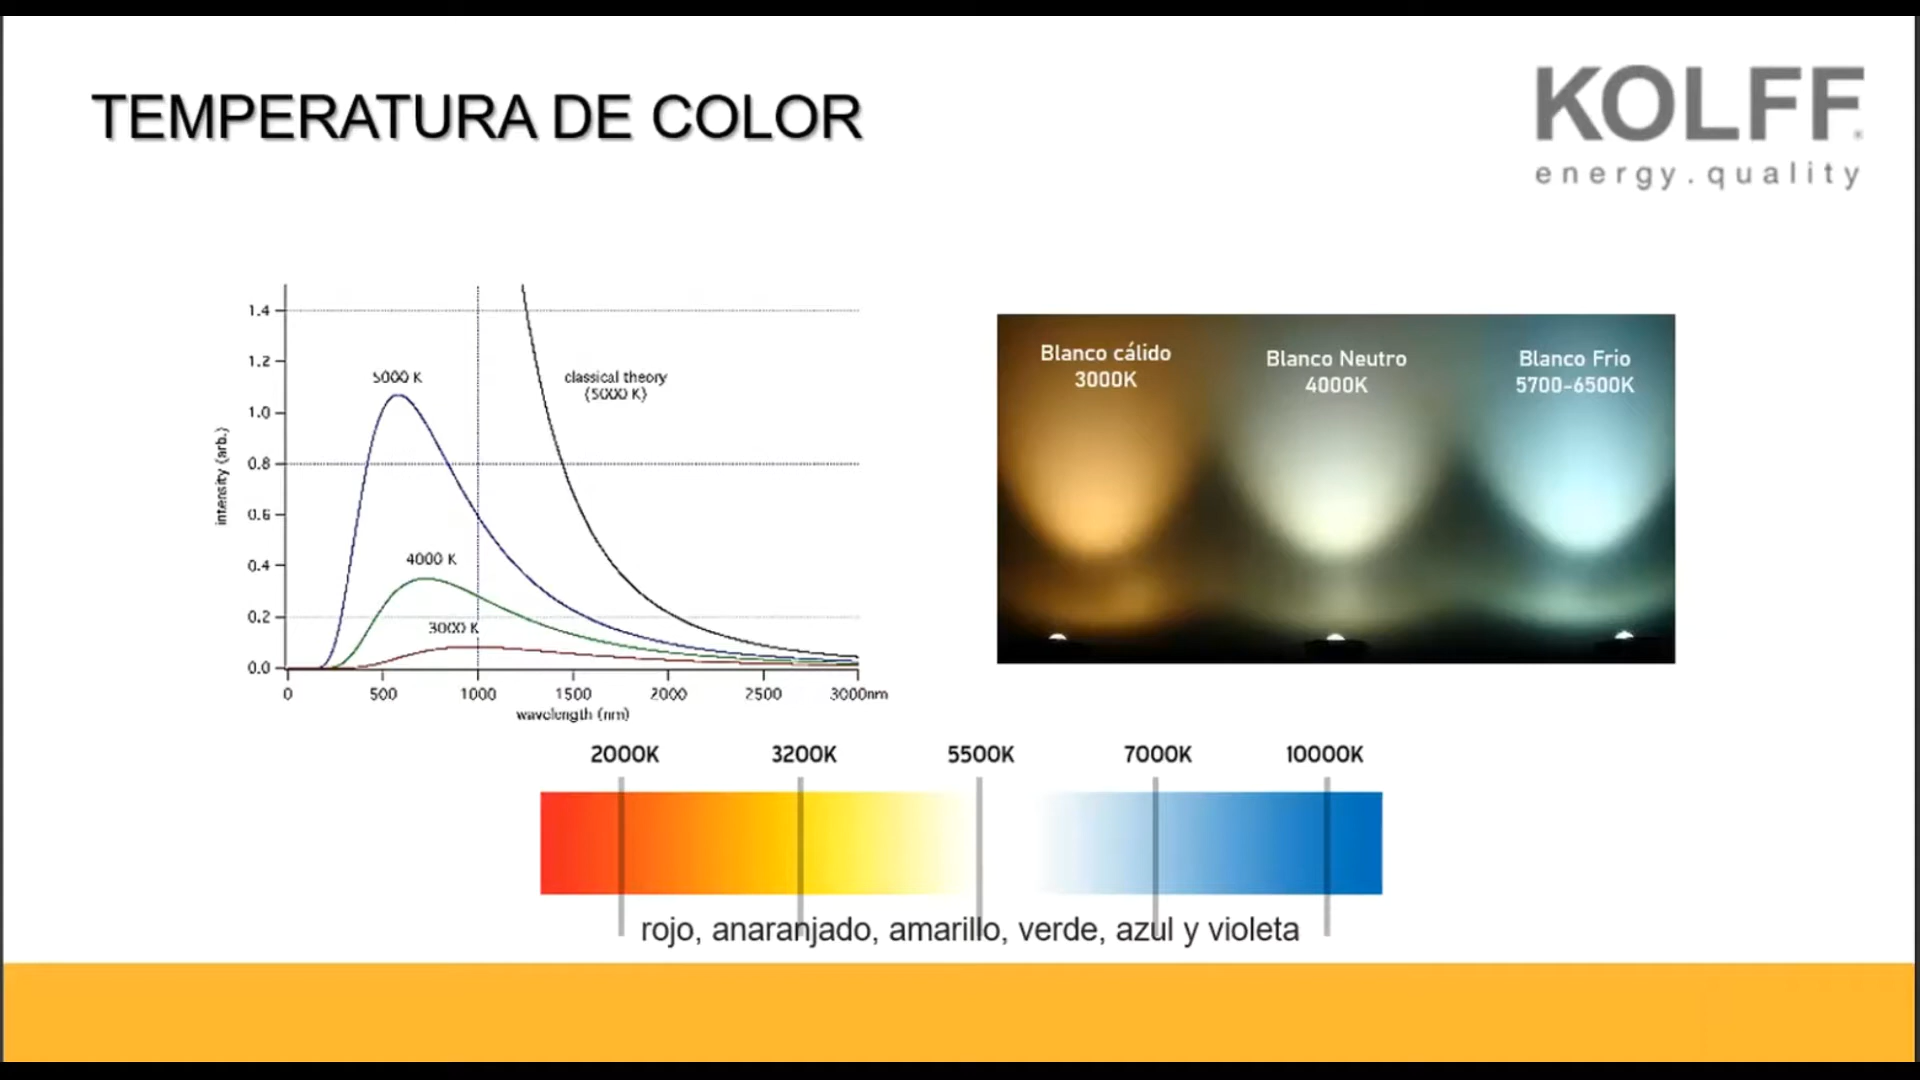 TEMPERATURA DE COLOR
KOLFF
energy.quality
1.4
1.2
1.0
0.8
0.6
0.4
0.2
0.0
intensity (arb.)
5000 K
4000 K
3000 K
classical theory
(5000 K)
0 500 1000 1500 2000 2500 3000nm
wavelength (nm)
Blanco cálido
3000K
Blanco Neutro
4000K
Blanco Frio
5700-6500K
2000K 3200K 5500K 7000K 10000K
rojo, anaranjado, amarillo, verde, azul y violeta